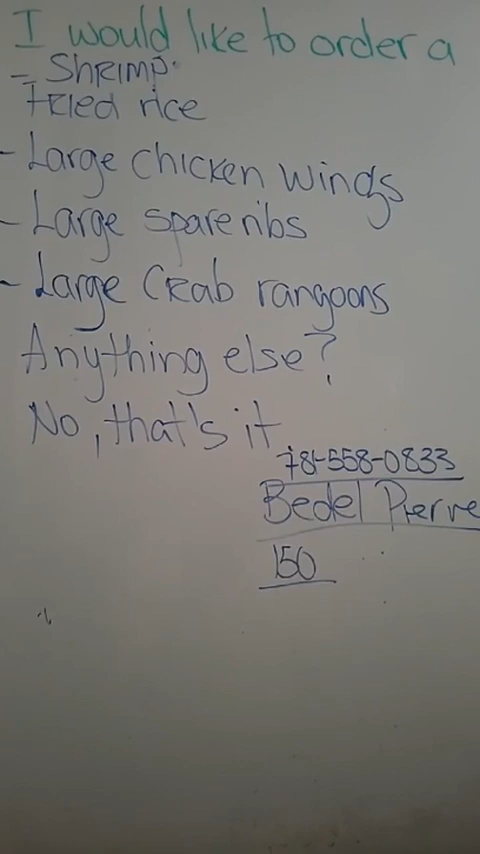 I would like to order a
- Shrimp
Fried rice
- Large chicken wings
- Large spare ribs
- Large Crab rangoons
Anything else?
No, that's it
781-558-0833
Bedel Pierre
150